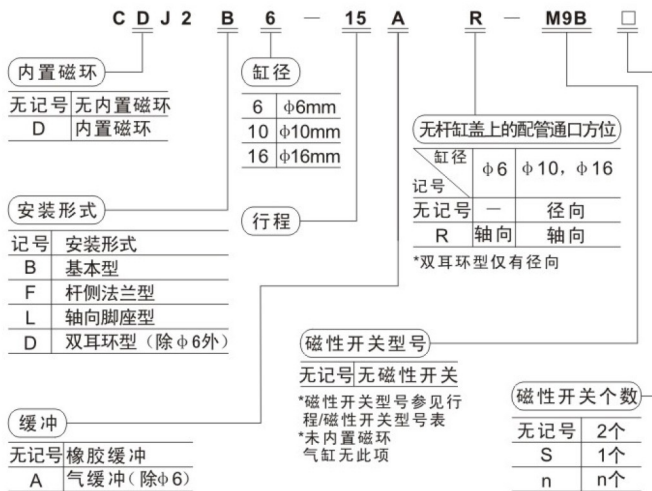 CDJ2 B 6 － 15 A R － M9B □
内置磁环
无记号 无内置磁环
D 内置磁环
缸径
6 φ6mm
10 φ10mm
16 φ16mm
无杆缸盖上的配管通口方位
缸径 φ6 φ10，φ16
记号
无记号 － 径向
R 轴向 轴向
*双耳环型仅有径向
安装形式
记号 安装形式
B 基本型
F 杆侧法兰型
L 轴向脚座型
D 双耳环型（除φ6外）
行程
磁性开关型号
无记号 无磁性开关
*磁性开关型号参见行
程/磁性开关型号表
*未内置磁环
气缸无此项
缓冲
无记号 橡胶缓冲
A 气缓冲（除φ6）
磁性开关个数
无记号 2个
S 1个
n n个